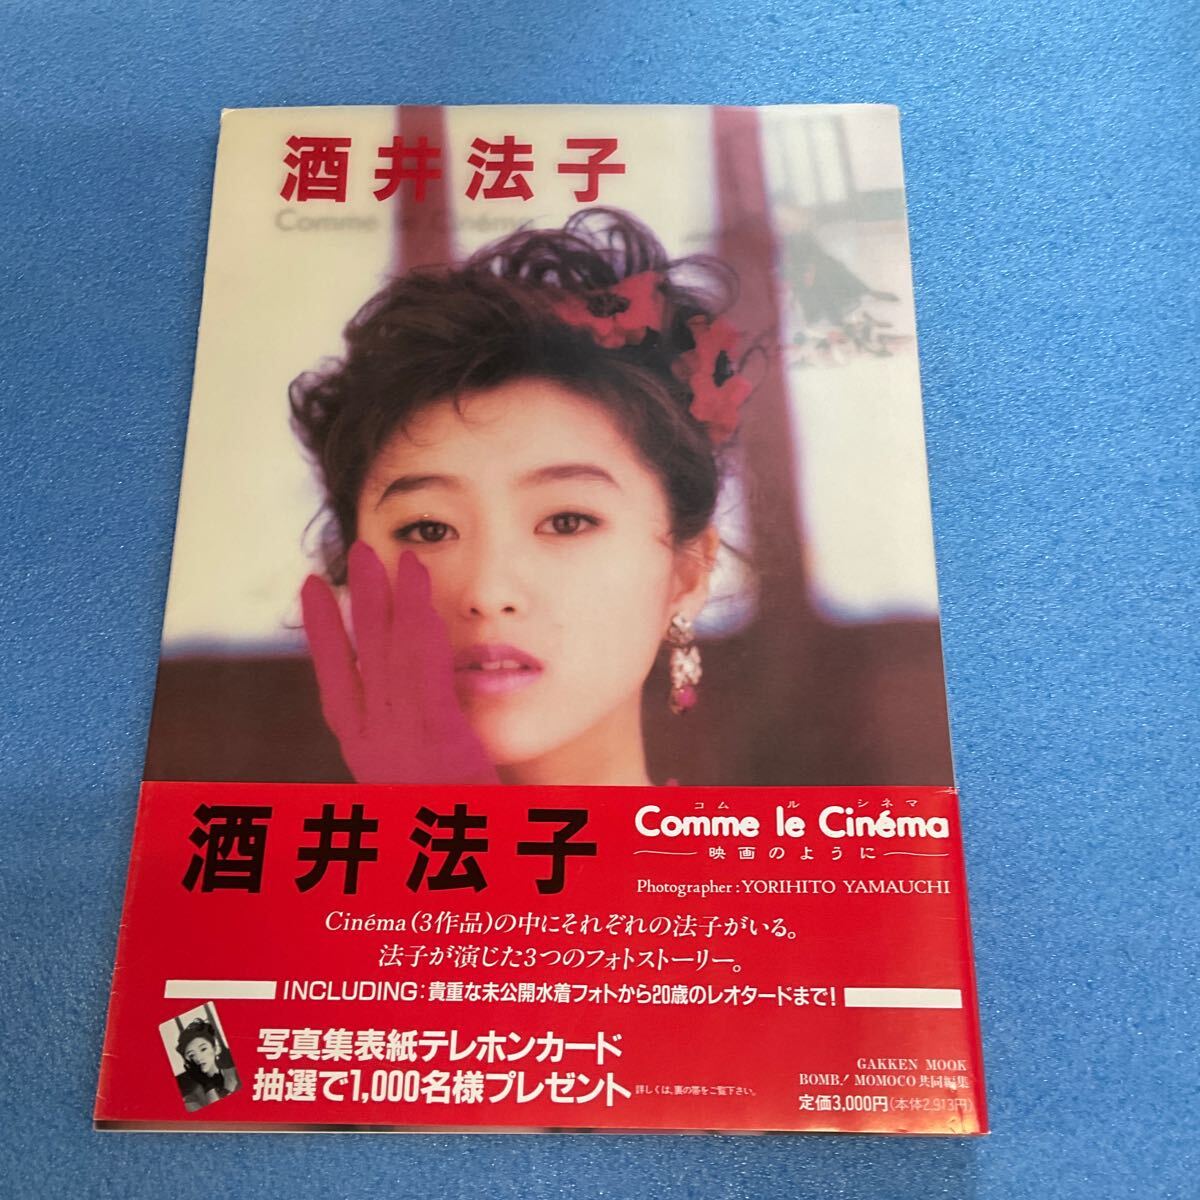 酒井法子
Comme le Cinéma
酒井法子
コム ル シネマ
Comme le Cinéma
映画のように
Photographer:YORIHITO YAMAUCHI
Cinéma(3作品)の中にそれぞれの法子がいる。
法子が演じた3つのフォトストーリー。
INCLUDING:貴重な未公開水着フォトから20歳のレオタードまで!
写真集表紙テレホンカード
抽選で1,000名様プレゼント
詳しくは、裏の帯をご覧下さい。
GAKKEN MOOK
BOMB! MOMOCO共同編集
定価3,000円(本体2,913円)